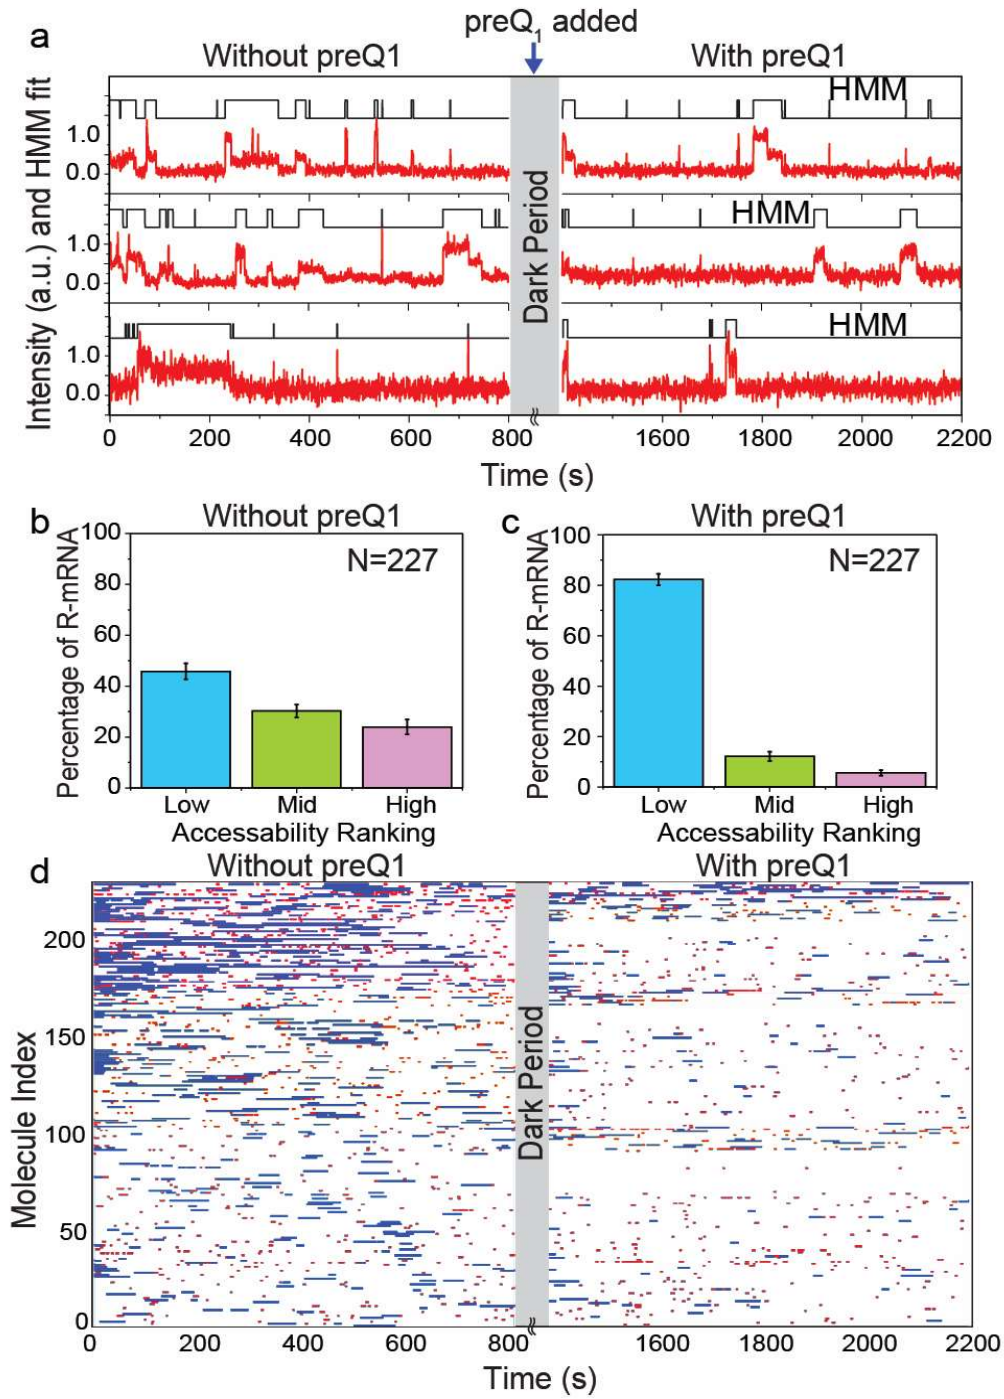 a
preQ1 added
Without preQ1
With preQ1
Intensity (a.u.) and HMM fit
HMM
1.0
0.0
HMM
1.0
0.0
HMM
1.0
0.0
Dark Period
0 200 400 600 800 1600 1800 2000 2200
Time (s)
b
Without preQ1
N=227
Percentage of R-mRNA
100
80
60
40
20
0
Low Mid High
Accessability Ranking
c
With preQ1
N=227
Percentage of R-mRNA
100
80
60
40
20
0
Low Mid High
Accessability Ranking
d
Without preQ1
With preQ1
Molecule Index
200
150
100
50
0
Dark Period
0 200 400 600 800 1600 1800 2000 2200
Time (s)